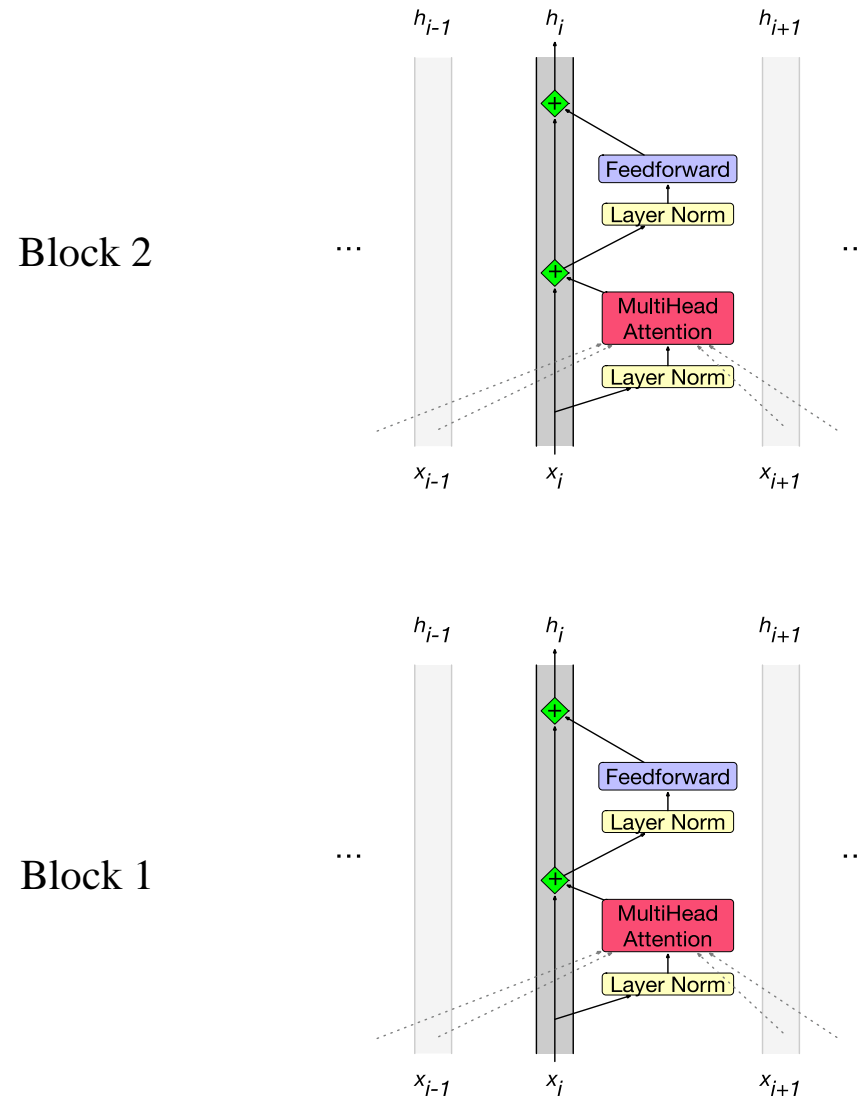 h_{i-1} h_i h_{i+1}
+
Feedforward
Layer Norm
Block 2 ... ..
+
MultiHead
Attention
Layer Norm
x_{i-1} x_i x_{i+1}
h_{i-1} h_i h_{i+1}
+
Feedforward
Layer Norm
Block 1 ... ..
+
MultiHead
Attention
Layer Norm
x_{i-1} x_i x_{i+1}